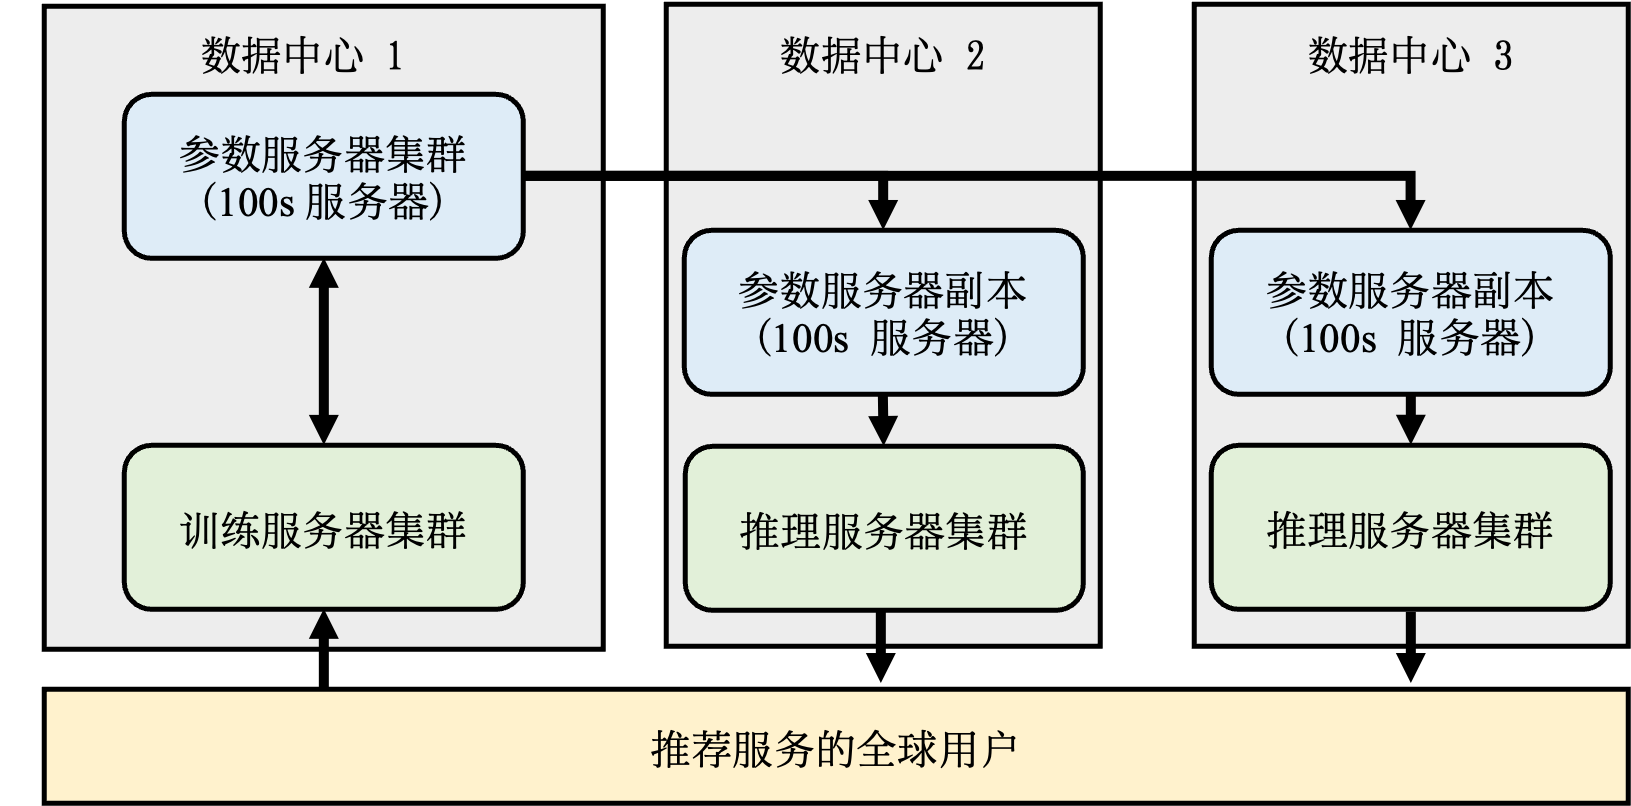 数据中心 1
参数服务器集群
(100s 服务器)
训练服务器集群
数据中心 2
参数服务器副本
(100s 服务器)
推理服务器集群
数据中心 3
参数服务器副本
(100s 服务器)
推理服务器集群
推荐服务的全球用户